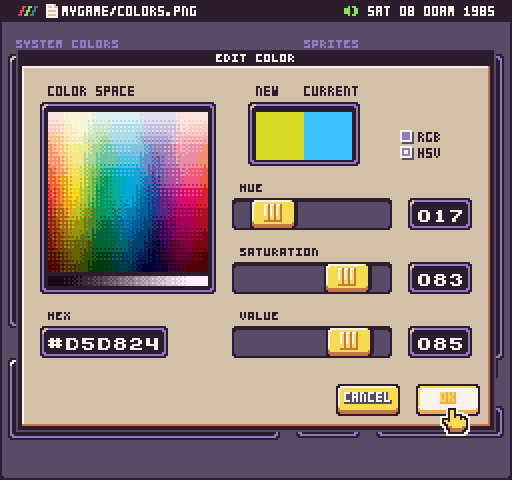 MYGAME/COLORS.PNG
SAT 08 00AM 1985
SYSTEM COLORS
SPRITES
EDIT COLOR
COLOR SPACE
NEW
CURRENT
RGB
HSV
HUE
017
SATURATION
083
HEX
VALUE
#D5D824
085
CANCEL
OK